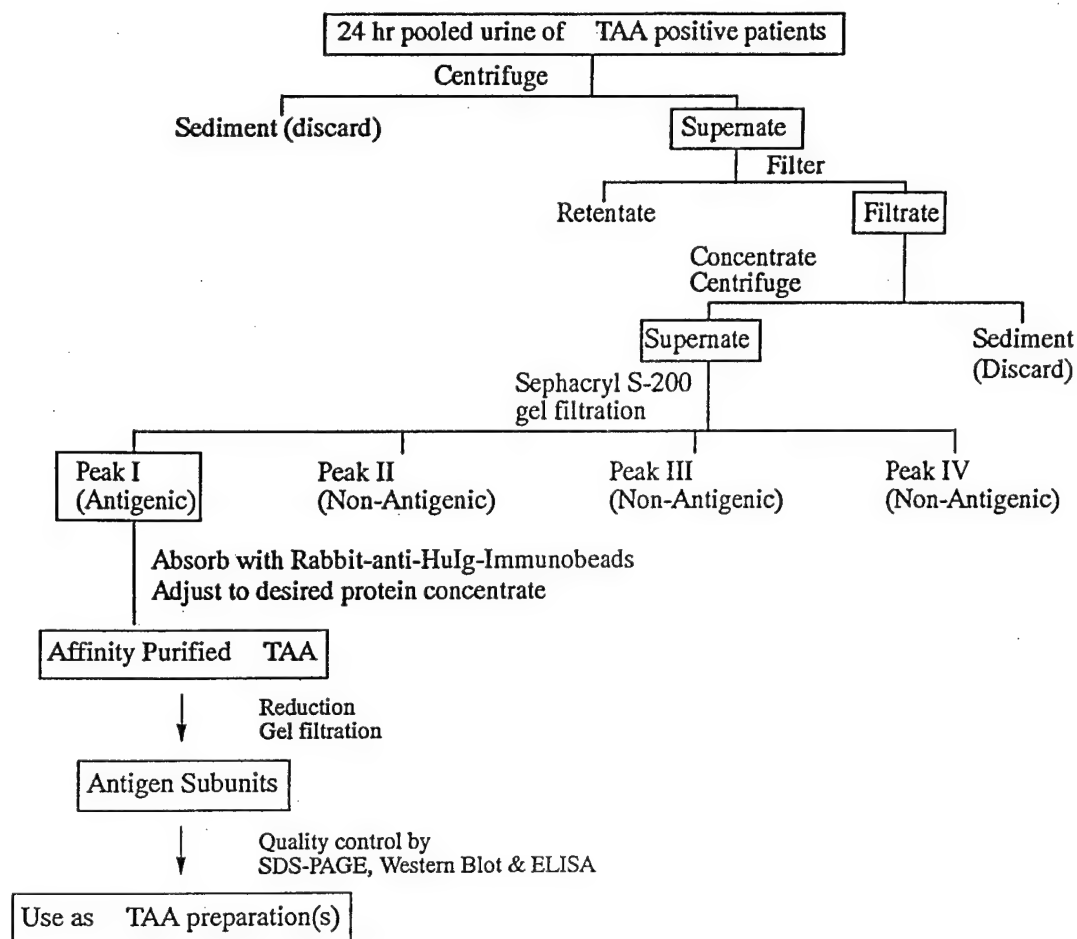 24 hr pooled urine of TAA positive patients
Centrifuge
Sediment (discard)
Supernate
Filter
Retentate
Filtrate
Concentrate
Centrifuge
Supernate
Sediment
(Discard)
Sephacryl S-200
gel filtration
Peak I
(Antigenic)
Peak II
(Non-Antigenic)
Peak III
(Non-Antigenic)
Peak IV
(Non-Antigenic)
Absorb with Rabbit-anti-HuIg-Immunobeads
Adjust to desired protein concentrate
Affinity Purified TAA
Reduction
Gel filtration
Antigen Subunits
Quality control by
SDS-PAGE, Western Blot & ELISA
Use as TAA preparation(s)